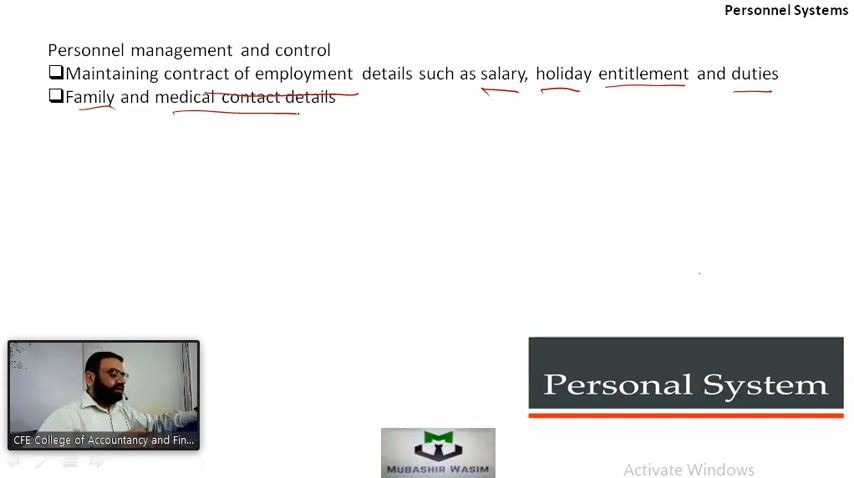 Personnel Systems
Personnel management and control
❑Maintaining contract of employment details such as salary, holiday entitlement and duties
❑Family and medical contact details
Personal System
CFE College of Accountancy and Fin...
MUBASHIR WASIM
Activate Windows